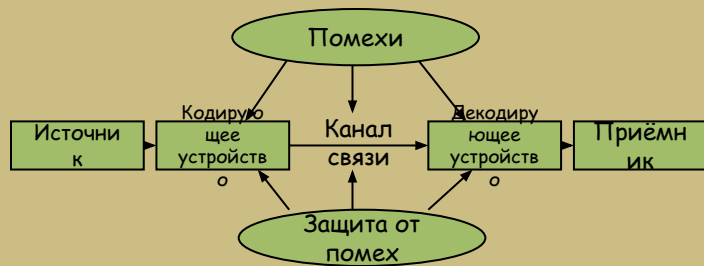 Помехи
Источни
к
Кодирую
щее
устройств
о
Канал
связи
Декодиру
ющее
устройств
о
Приёмн
ик
Защита от
помех